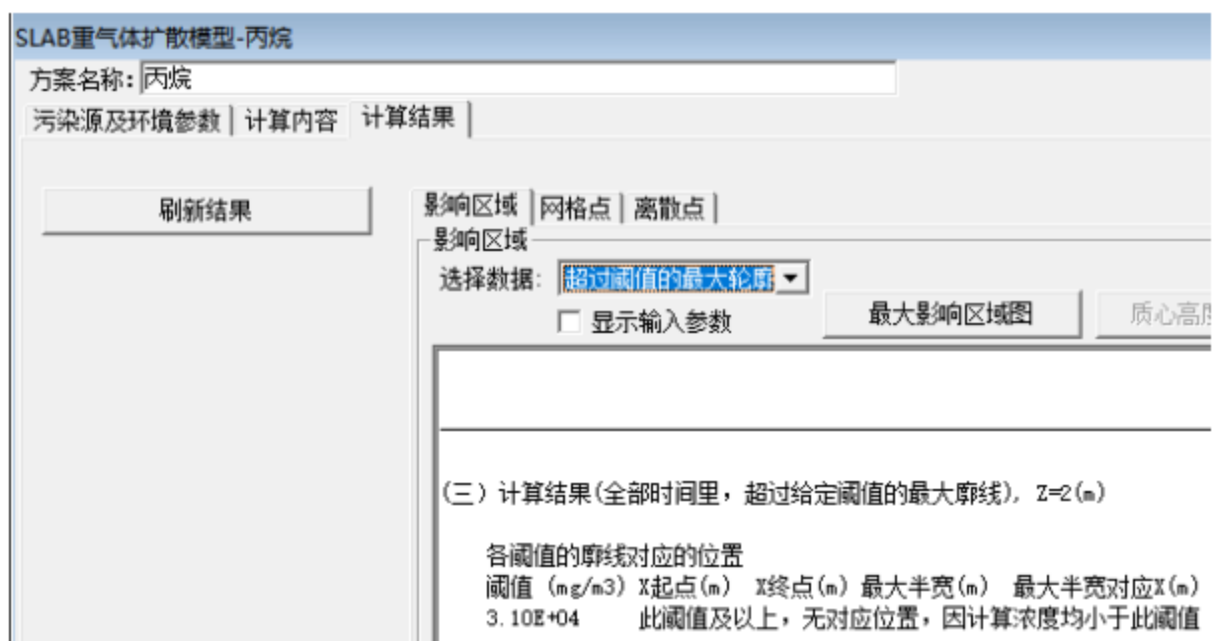 SLAB重气体扩散模型-丙烷
方案名称: 丙烷
污染源及环境参数 计算内容 计算结果
刷新结果
影响区域 网格点 离散点
影响区域
选择数据: 超过阈值的最大轮廓
显示输入参数
最大影响区域图
质心高
(三) 计算结果(全部时间里，超过给定阈值的最大廓线), Z=2(m)
各阈值的廓线对应的位置
阈值 (mg/m3) X起点(m) X终点(m) 最大半宽(m) 最大半宽对应X(m)
3.10E+04 此阈值及以上，无对应位置，因计算浓度均小于此阈值